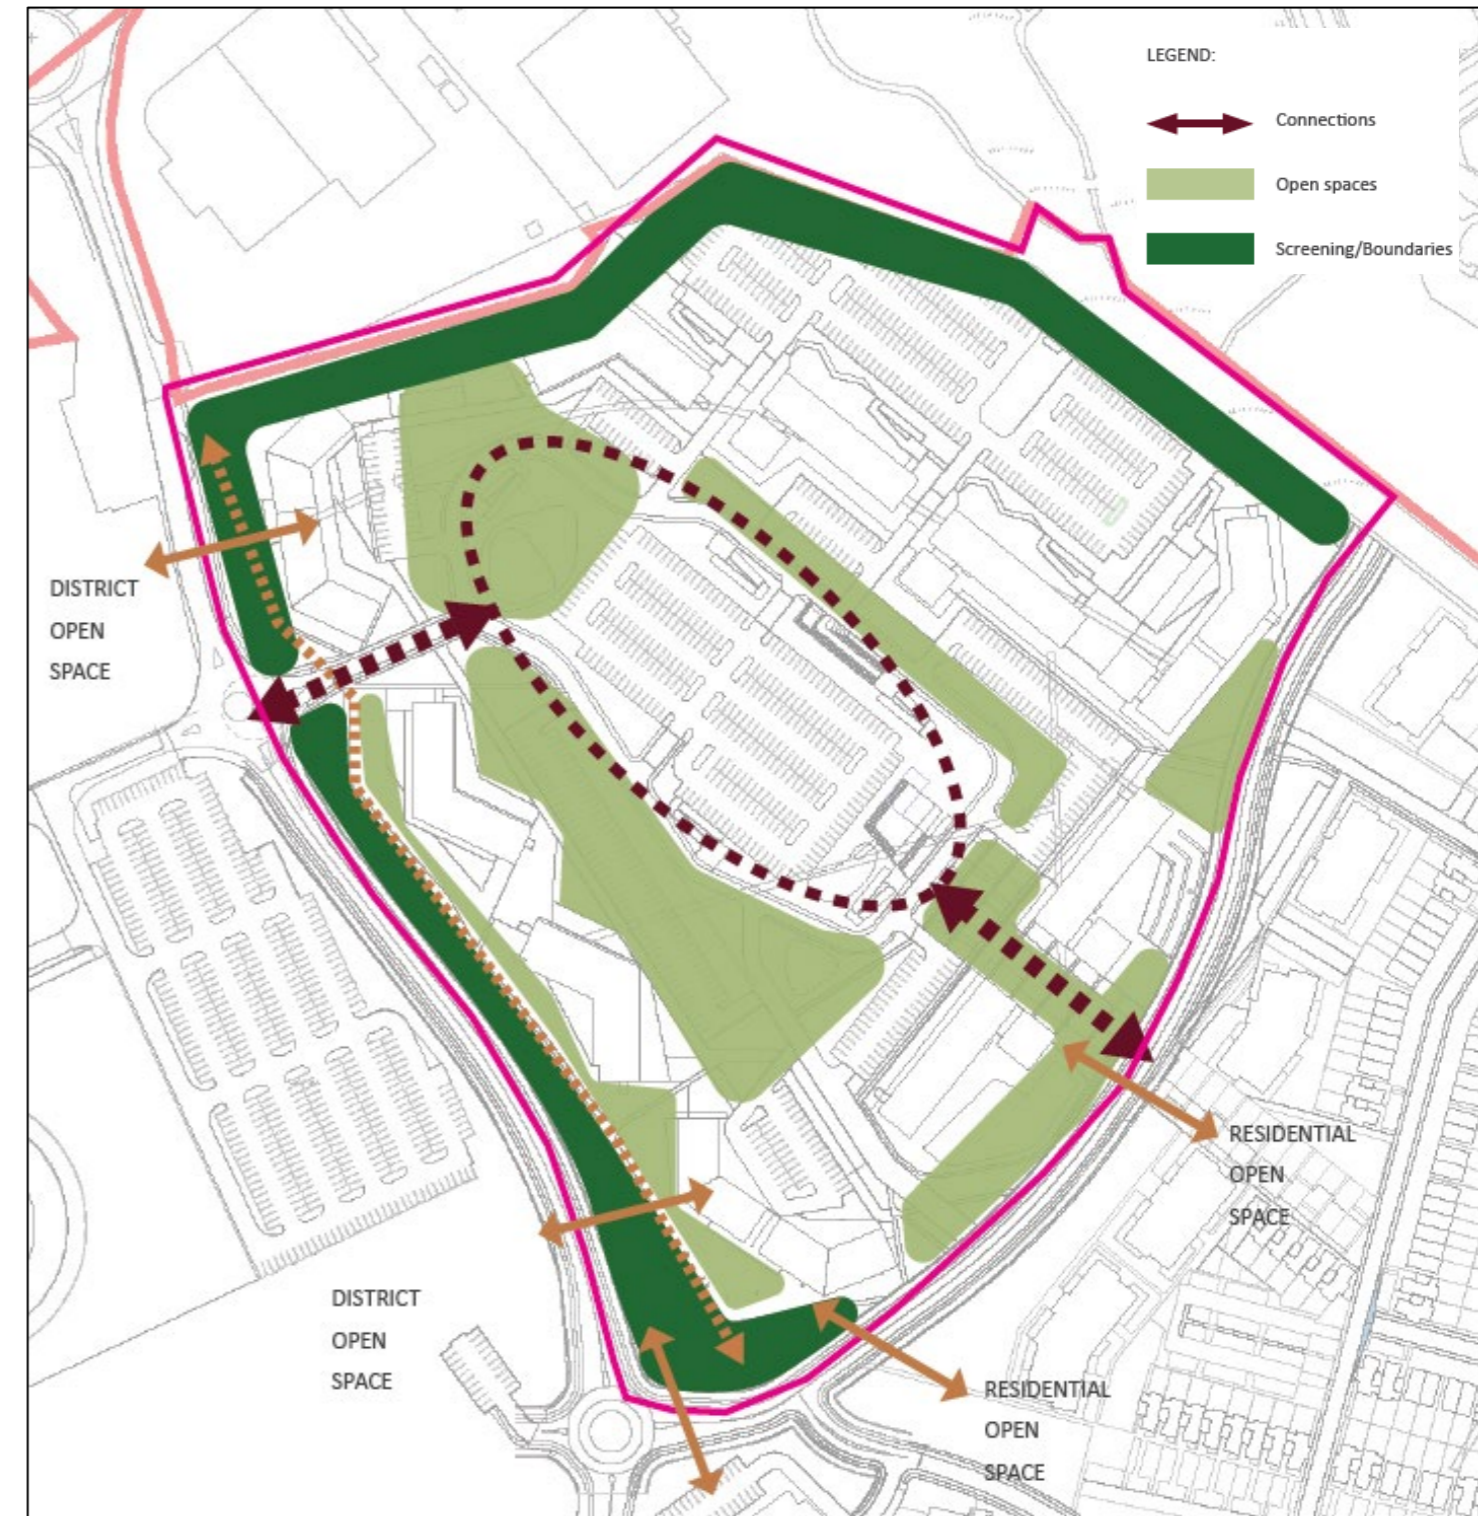 LEGEND:
Connections
Open spaces
Screening/Boundaries
DISTRICT
OPEN
SPACE
RESIDENTIAL
OPEN
SPACE
DISTRICT
OPEN
SPACE
RESIDENTIAL
OPEN
SPACE